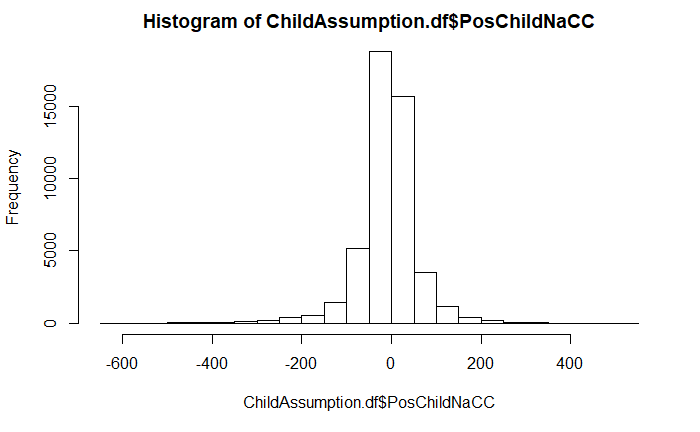 Histogram of ChildAssumption.df$PosChildNaCC
Frequency
15000
10000
5000
0
-600 -400 -200 0 200 400
ChildAssumption.df$PosChildNaCC